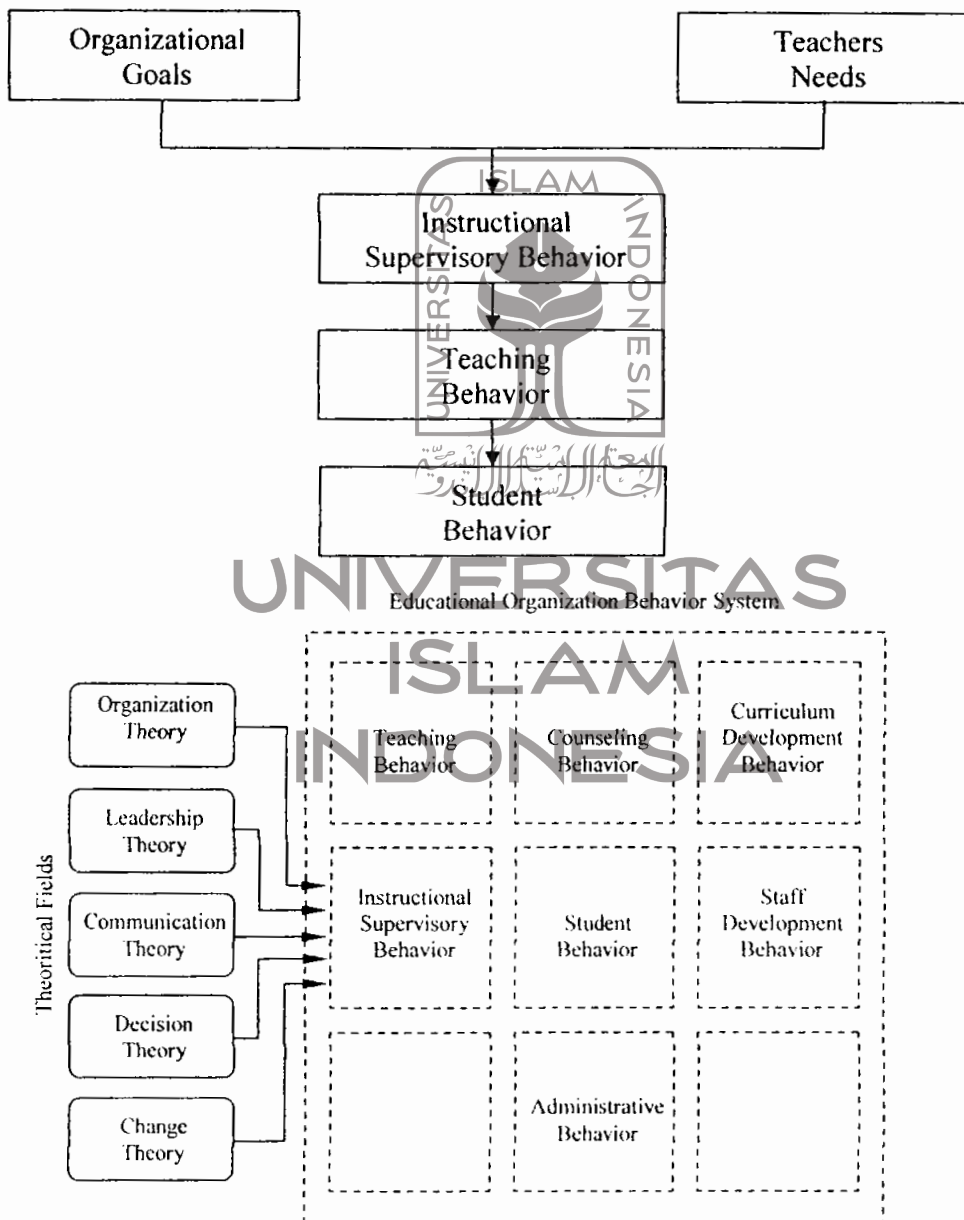 Organizational
Goals
Teachers
Needs
ISLAM
UNIVERSITAS
INDONESIA
Instructional
Supervisory Behavior
Teaching
Behavior
Student
Behavior
UNIVERSITAS
ISLAM
INDONESIA
Educational Organization Behavior System
Theoritical Fields
Organization
Theory
Leadership
Theory
Communication
Theory
Decision
Theory
Change
Theory
Teaching
Behavior
Counseling
Behavior
Curriculum
Development
Behavior
Instructional
Supervisory
Behavior
Student
Behavior
Staff
Development
Behavior
Administrative
Behavior